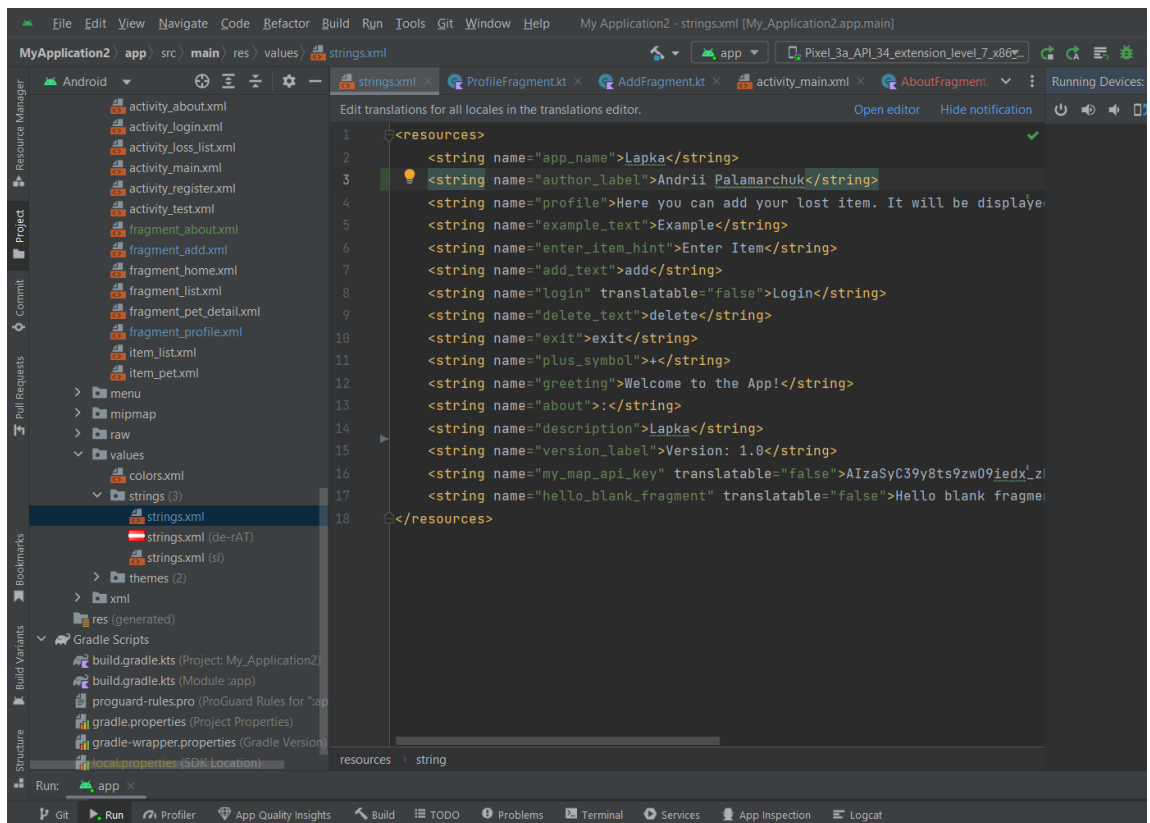 File Edit View Navigate Code Refactor Build Run Tools Git Window Help My Application2 - strings.xml [My_Application2.app.main]
MyApplication2 app src main res values strings.xml
app Pixel_3a_API_34_extension_level_7_x86
Android
strings.xml ProfileFragment.kt AddFragment.kt activity_main.xml AboutFragment Running Devices:
Edit translations for all locales in the translations editor. Open editor Hide notification
Resource Manager
Project
Commit
Pull Requests
Bookmarks
Build Variants
Structure
activity_about.xml
activity_login.xml
activity_loss_list.xml
activity_main.xml
activity_register.xml
activity_test.xml
fragment_about.xml
fragment_add.xml
fragment_home.xml
fragment_list.xml
fragment_pet_detail.xml
fragment_profile.xml
item_list.xml
item_pet.xml
menu
mipmap
raw
values
colors.xml
strings (3)
strings.xml
strings.xml (de-rAT)
strings.xml (sl)
themes (2)
xml
res (generated)
Gradle Scripts
build.gradle.kts (Project: My_Application2)
build.gradle.kts (Module :app)
proguard-rules.pro (ProGuard Rules for ":ap
gradle.properties (Project Properties)
gradle-wrapper.properties (Gradle Version)
local.properties (SDK Location)
1 <resources>
2 <string name="app_name">Lapka</string>
3 <string name="author_label">Andrii Palamarchuk</string>
4 <string name="profile">Here you can add your lost item. It will be displaye
5 <string name="example_text">Example</string>
6 <string name="enter_item_hint">Enter Item</string>
7 <string name="add_text">add</string>
8 <string name="login" translatable="false">Login</string>
9 <string name="delete_text">delete</string>
10 <string name="exit">exit</string>
11 <string name="plus_symbol">+</string>
12 <string name="greeting">Welcome to the App!</string>
13 <string name="about">:</string>
14 <string name="description">Lapka</string>
15 <string name="version_label">Version: 1.0</string>
16 <string name="my_map_api_key" translatable="false">
17 <string name="hello_blank_fragment" translatable="false">Hello blank fragme
18 </resources>
resources string
Run: app
Git Run Profiler App Quality Insights Build TODO Problems Terminal Services App Inspection Logcat